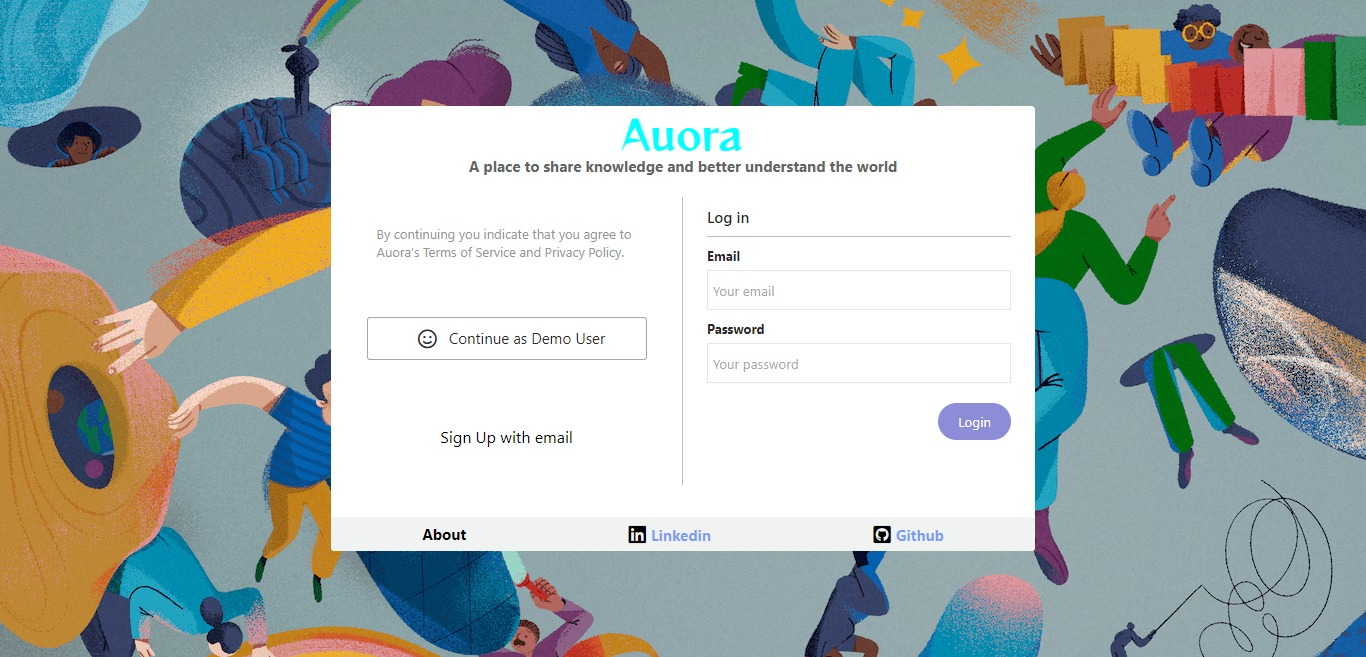 Auora
A place to share knowledge and better understand the world
By continuing you indicate that you agree to
Auora's Terms of Service and Privacy Policy.
Continue as Demo User
Sign Up with email
Log in
Email
Your email
Password
Your password
Login
About
Linkedin
Github